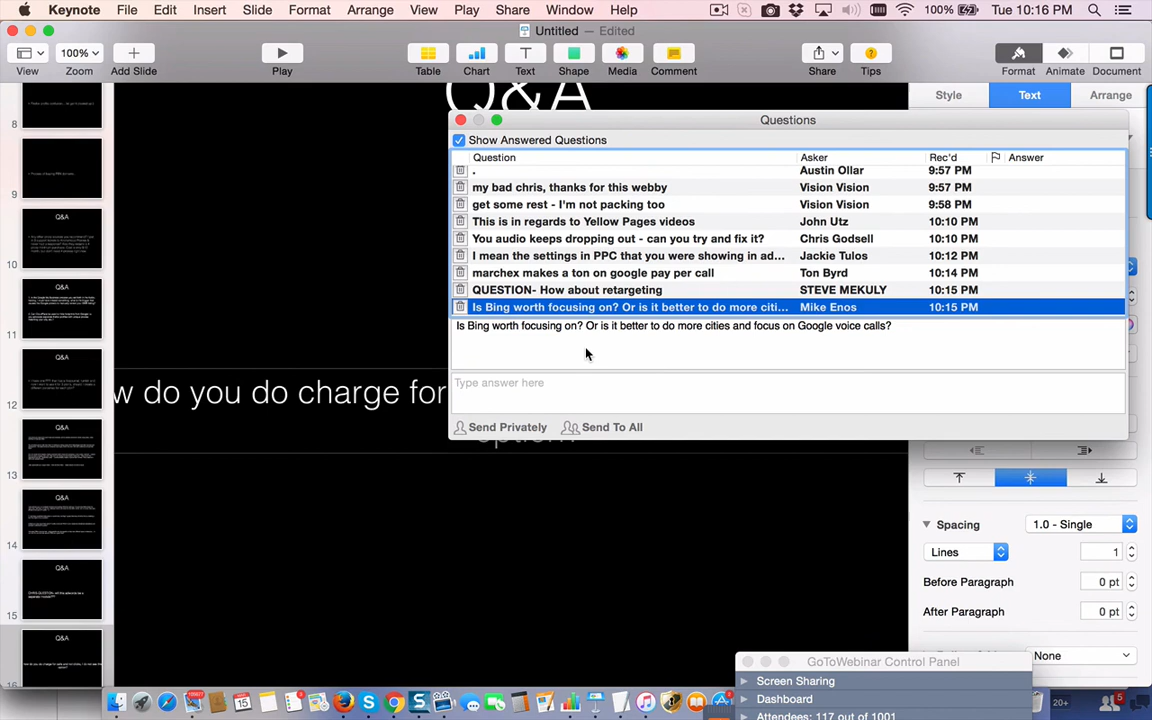 Keynote File Edit Insert Slide Format Arrange View Play Share Window Help 100% Tue 10:16 PM
Untitled — Edited
100%
View Zoom Add Slide Play Table Chart Text Shape Media Comment Share Tips Format Animate Document
Style Text Arrange
Q&A
Questions
Show Answered Questions
Question Asker Rec'd Answer
. Austin Ollar 9:57 PM
my bad chris, thanks for this webby Vision Vision 9:57 PM
get some rest - I'm not packing too Vision Vision 9:58 PM
This is in regards to Yellow Pages videos John Utz 10:10 PM
You audio keeps dropping out - can you try and fix it? Chris Godsell 10:10 PM
I mean the settings in PPC that you were showing in ad... Jackie Tulos 10:12 PM
marchex makes a ton on google pay per call Ton Byrd 10:14 PM
QUESTION- How about retargeting STEVE MEKULY 10:15 PM
Is Bing worth focusing on? Or is it better to do more citi... Mike Enos 10:15 PM
Is Bing worth focusing on? Or is it better to do more cities and focus on Google voice calls?
Type answer here
Send Privately Send To All
w do you do charge for
option?
8
9
Q&A
10
Q&A
11
Q&A
12
Q&A
13
Q&A
14
Q&A
15
Q&A
16
Spacing 1.0 - Single
Lines 1
Before Paragraph 0 pt
After Paragraph 0 pt
None
GoToWebinar Control Panel
Screen Sharing
Dashboard
Attendees: 117 out of 1001
15
20+
5